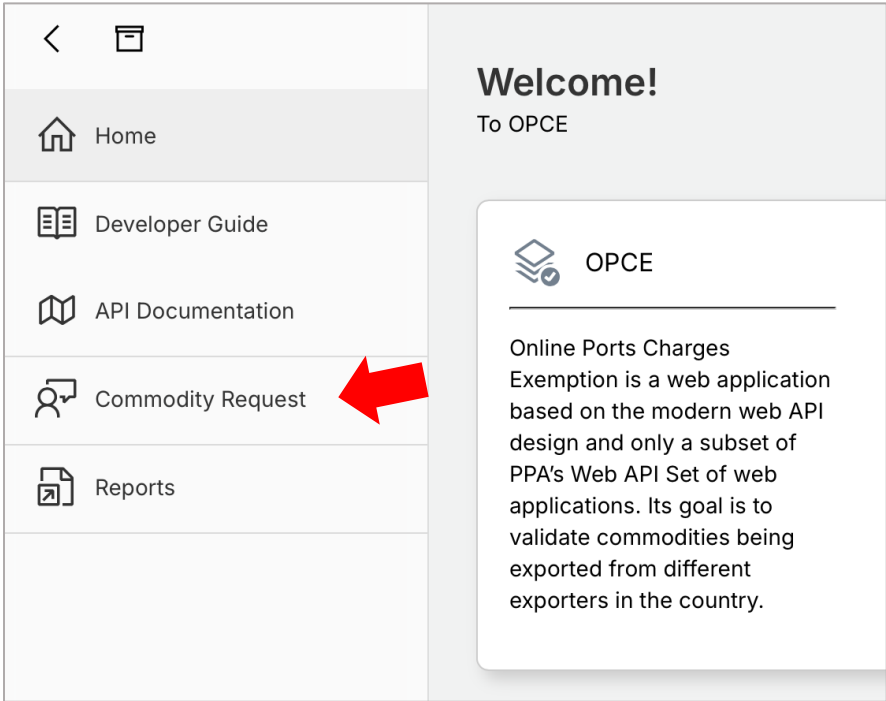 Home
Developer Guide
API Documentation
Commodity Request
Reports
Welcome!
To OPCE
OPCE
Online Ports Charges
Exemption is a web application
based on the modern web API
design and only a subset of
PPA’s Web API Set of web
applications. Its goal is to
validate commodities being
exported from different
exporters in the country.